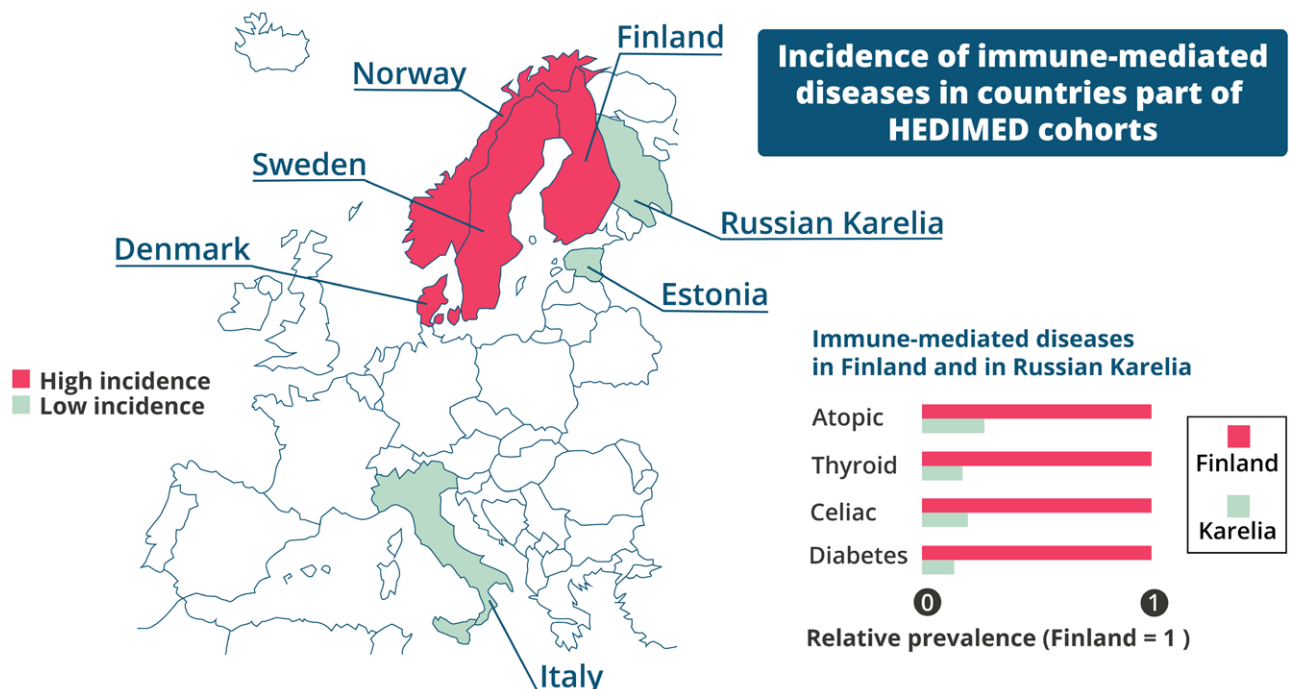 Incidence of immune-mediated
diseases in countries part of
HEDIMED cohorts
Finland
Norway
Sweden
Russian Karelia
Denmark
Estonia
High incidence
Low incidence
Italy
Immune-mediated diseases
in Finland and in Russian Karelia
Atopic
Thyroid
Celiac
Diabetes
0 1
Relative prevalence (Finland = 1 )
Finland
Karelia